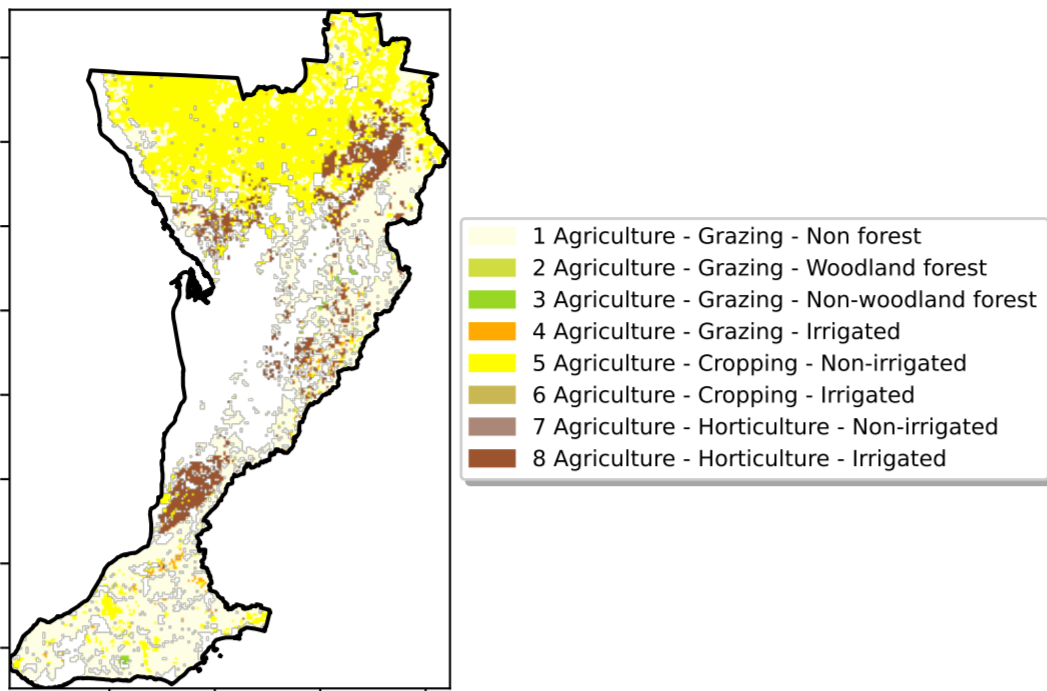 1 Agriculture - Grazing - Non forest
2 Agriculture - Grazing - Woodland forest
3 Agriculture - Grazing - Non-woodland forest
4 Agriculture - Grazing - Irrigated
5 Agriculture - Cropping - Non-irrigated
6 Agriculture - Cropping - Irrigated
7 Agriculture - Horticulture - Non-irrigated
8 Agriculture - Horticulture - Irrigated